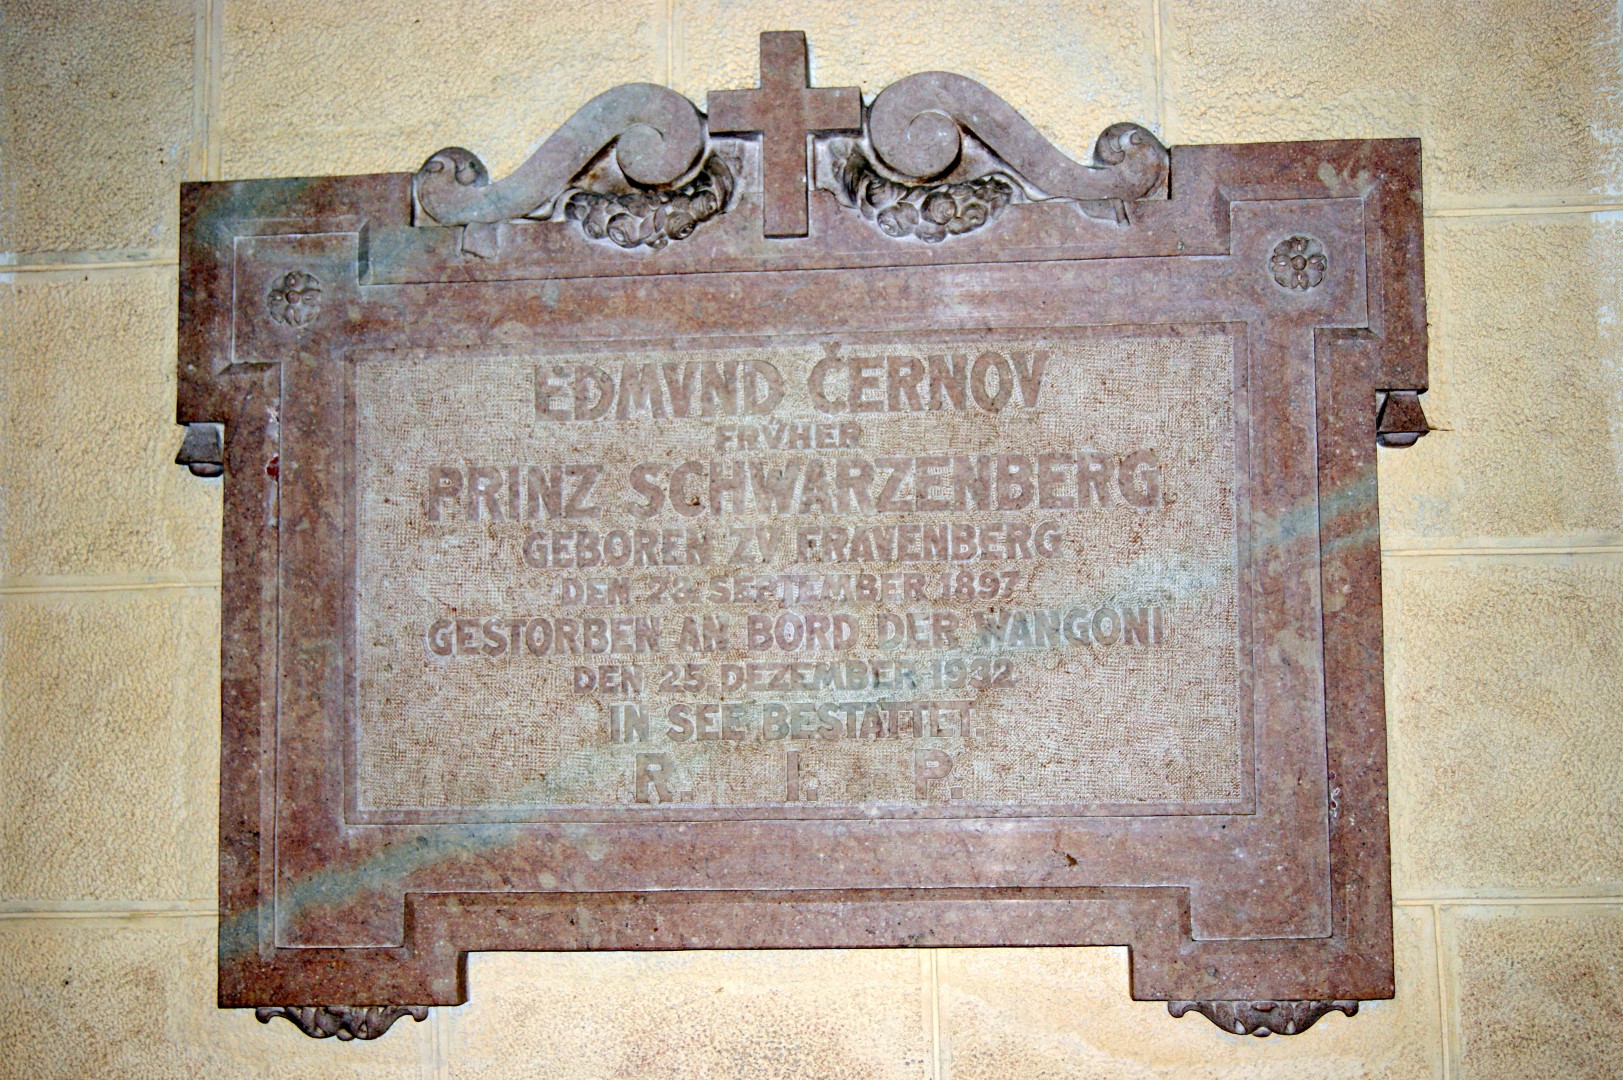 EDMVND ČERNOV
FRVHER
PRINZ SCHWARZENBERG
GEBOREN ZV FRAVENBERG
DEN 28. SEPTEMBER 1897
GESTORBEN AN BORD DER WANGONI
DEN 25. DEZEMBER 1932
IN SEE BESTATTET.
R. I. P.